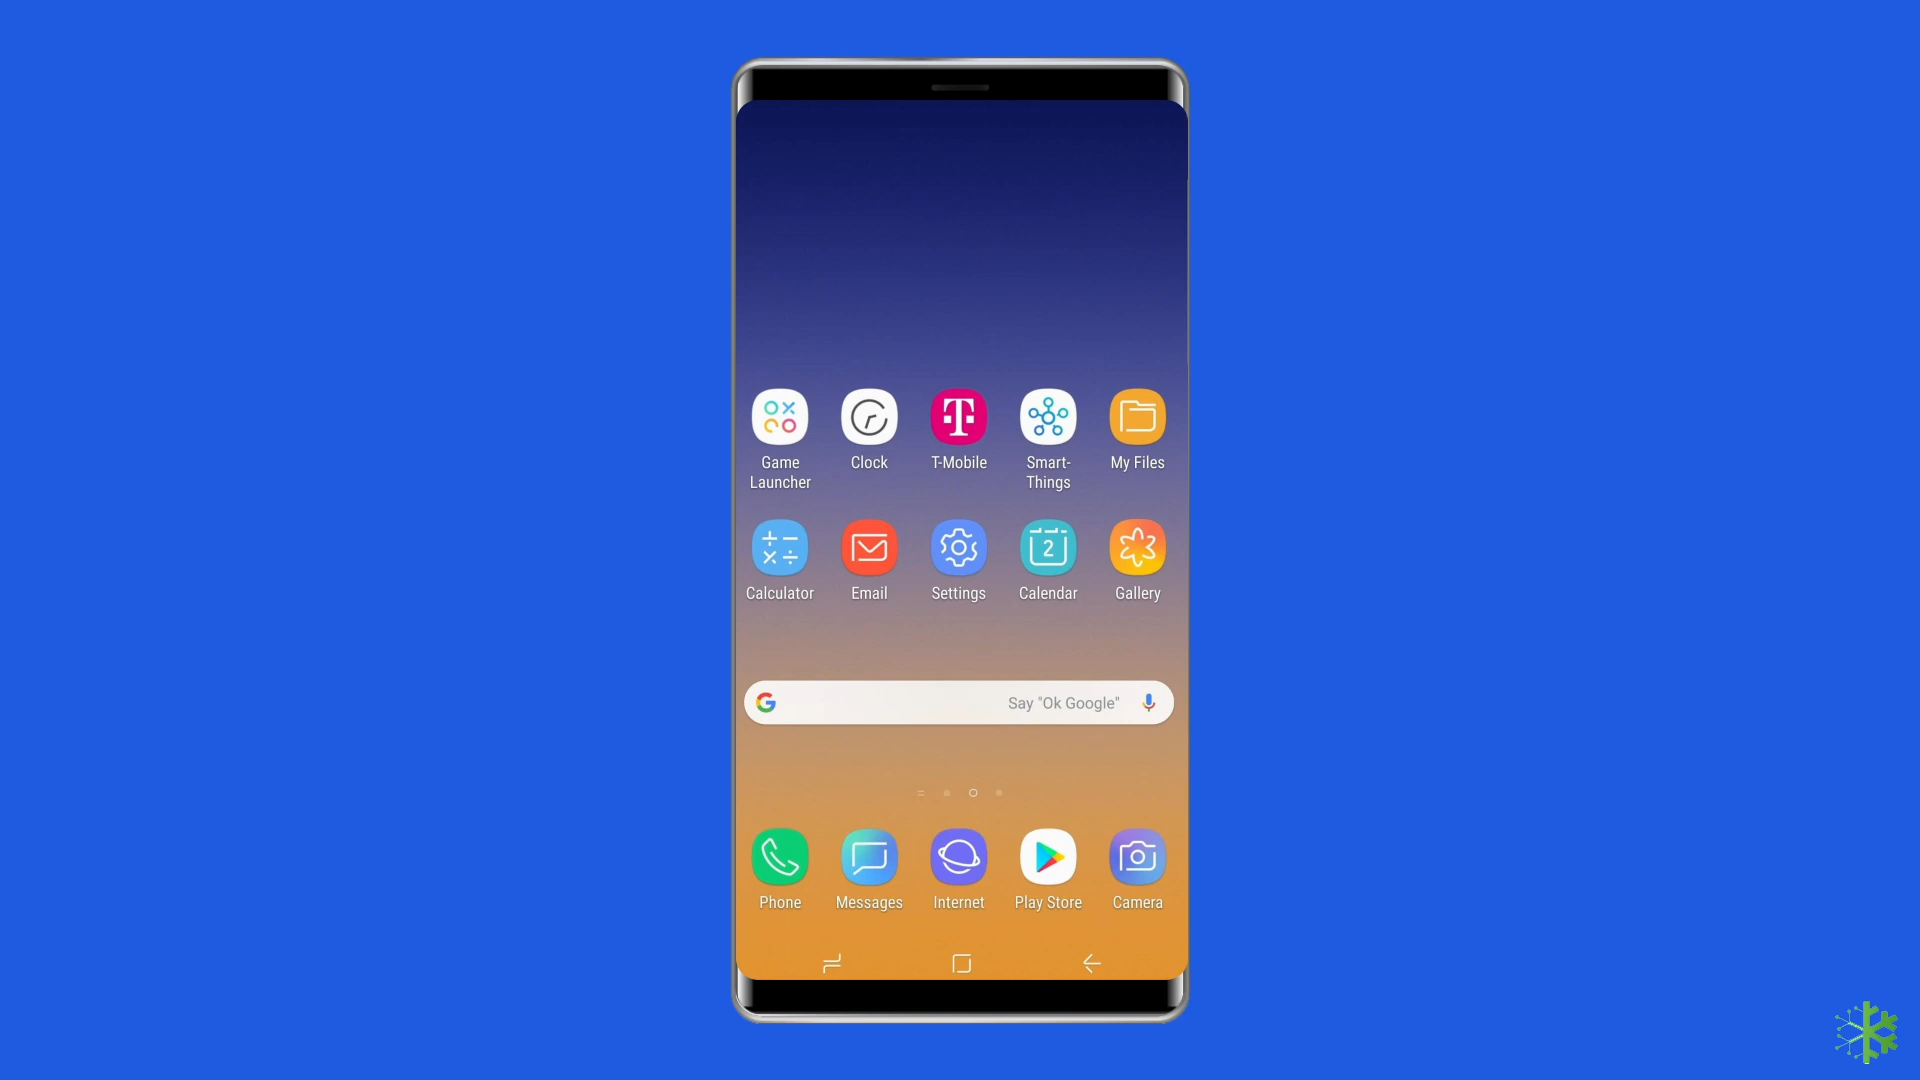 Game
Launcher
Clock
T-Mobile
Smart-
Things
My Files
2
Calculator
Email
Settings
Calendar
Gallery
Say "Ok Google"
Phone
Messages
Internet
Play Store
Camera